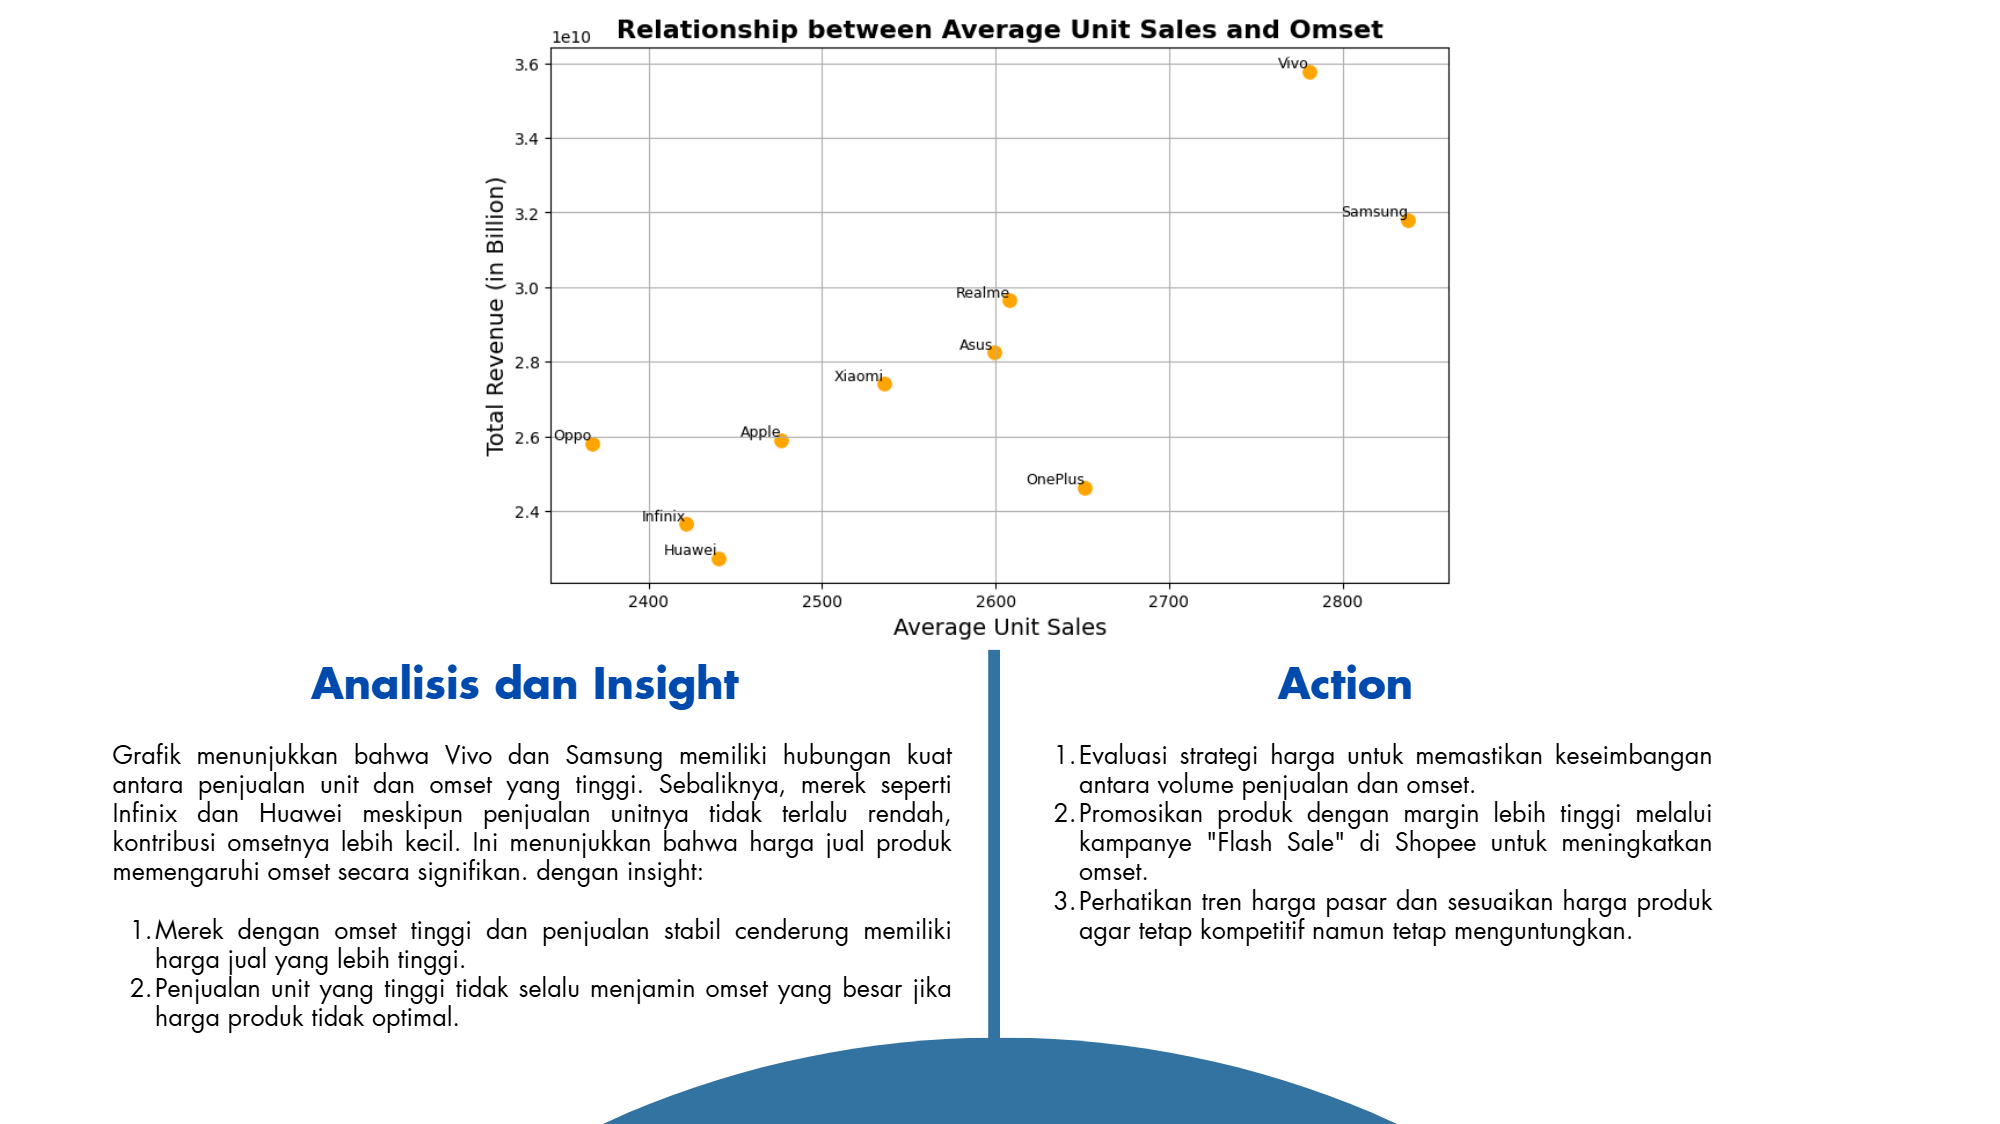 Relationship between Average Unit Sales and Omset
1e10
Total Revenue (in Billion)
3.6
3.4
3.2
3.0
2.8
2.6
2.4
Vivo
Samsung
Realme
Asus
Xiaomi
Oppo
Apple
OnePlus
Infinix
Huawei
2400
2500
2600
2700
2800
Average Unit Sales
Analisis dan Insight
Grafik menunjukkan bahwa Vivo dan Samsung memiliki hubungan kuat
antara penjualan unit dan omset yang tinggi. Sebaliknya, merek seperti
Infinix dan Huawei meskipun penjualan unitnya tidak terlalu rendah,
kontribusi omsetnya lebih kecil. Ini menunjukkan bahwa harga jual produk
memengaruhi omset secara signifikan. dengan insight:
1. Merek dengan omset tinggi dan penjualan stabil cenderung memiliki
harga jual yang lebih tinggi.
2. Penjualan unit yang tinggi tidak selalu menjamin omset yang besar jika
harga produk tidak optimal.
Action
1. Evaluasi strategi harga untuk memastikan keseimbangan
antara volume penjualan dan omset.
2. Promosikan produk dengan margin lebih tinggi melalui
kampanye "Flash Sale" di Shopee untuk meningkatkan
omset.
3. Perhatikan tren harga pasar dan sesuaikan harga produk
agar tetap kompetitif namun tetap menguntungkan.